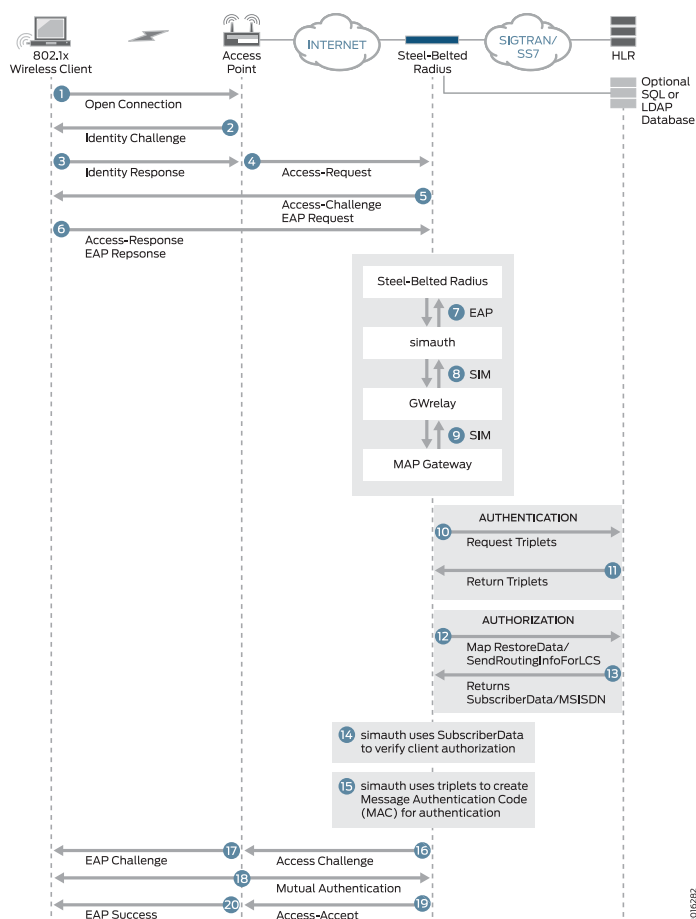 802.1x
Wireless Client
Access
Point
INTERNET
Steel-Belted
Radius
SIGTRAN/
SS7
HLR
Optional
SQL or
LDAP
Database
1
Open Connection
2
Identity Challenge
3
Identity Response
4
Access-Request
5
Access-Challenge
EAP Request
6
Access-Response
EAP Repsonse
Steel-Belted Radius
7 EAP
simauth
8 SIM
GWrelay
9 SIM
MAP Gateway
AUTHENTICATION
10
Request Triplets
11
Return Triplets
AUTHORIZATION
12
Map RestoreData/
SendRoutingInfoForLCS
13
Returns
SubscriberData/MSISDN
14 simauth uses SubscriberData
to verify client authorization
15 simauth uses triplets to create
Message Authentication Code
(MAC) for authentication
17
EAP Challenge
16
Access Challenge
18
Mutual Authentication
20
EAP Success
19
Access-Accept